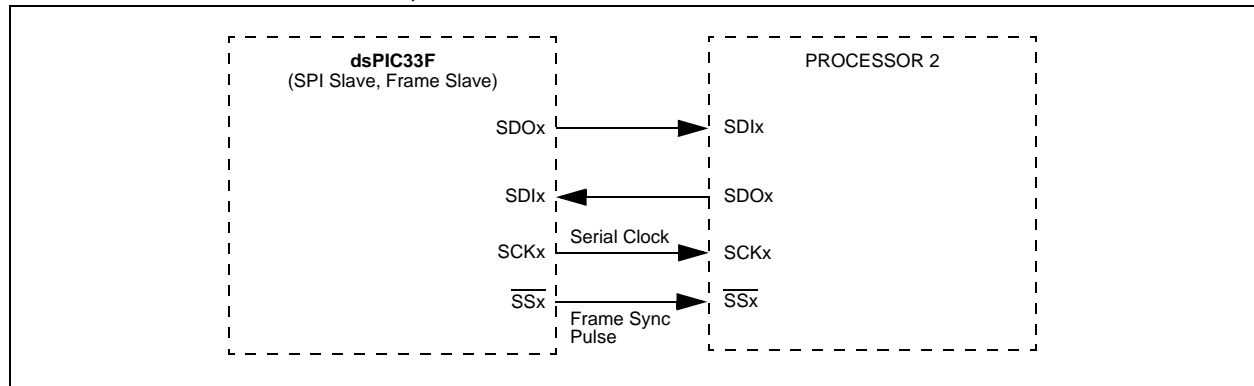 dsPIC33F
(SPI Slave, Frame Slave)
PROCESSOR 2
SDOx
SDIx
SDIx
SDOx
Serial Clock
SCKx
SCKx
SSx
SSx
Frame Sync
Pulse